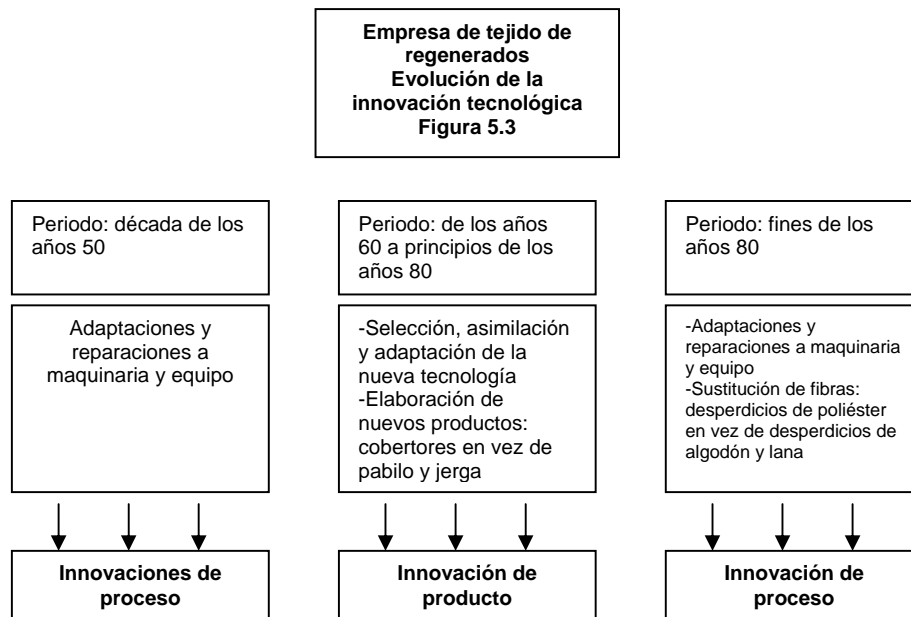 Empresa de tejido de
regenerados
Evolución de la
innovación tecnológica
Figura 5.3
Periodo: década de los
años 50
Periodo: de los años
60 a principios de los
años 80
Periodo: fines de los
años 80
Adaptaciones y
reparaciones a
maquinaria y equipo
-Selección, asimilación
y adaptación de la
nueva tecnología
-Elaboración de
nuevos productos:
cobertores en vez de
pabilo y jerga
-Adaptaciones y
reparaciones a maquinaria
y equipo
-Sustitución de fibras:
desperdicios de poliéster
en vez de desperdicios de
algodón y lana
Innovaciones de
proceso
Innovación de
producto
Innovación de
proceso